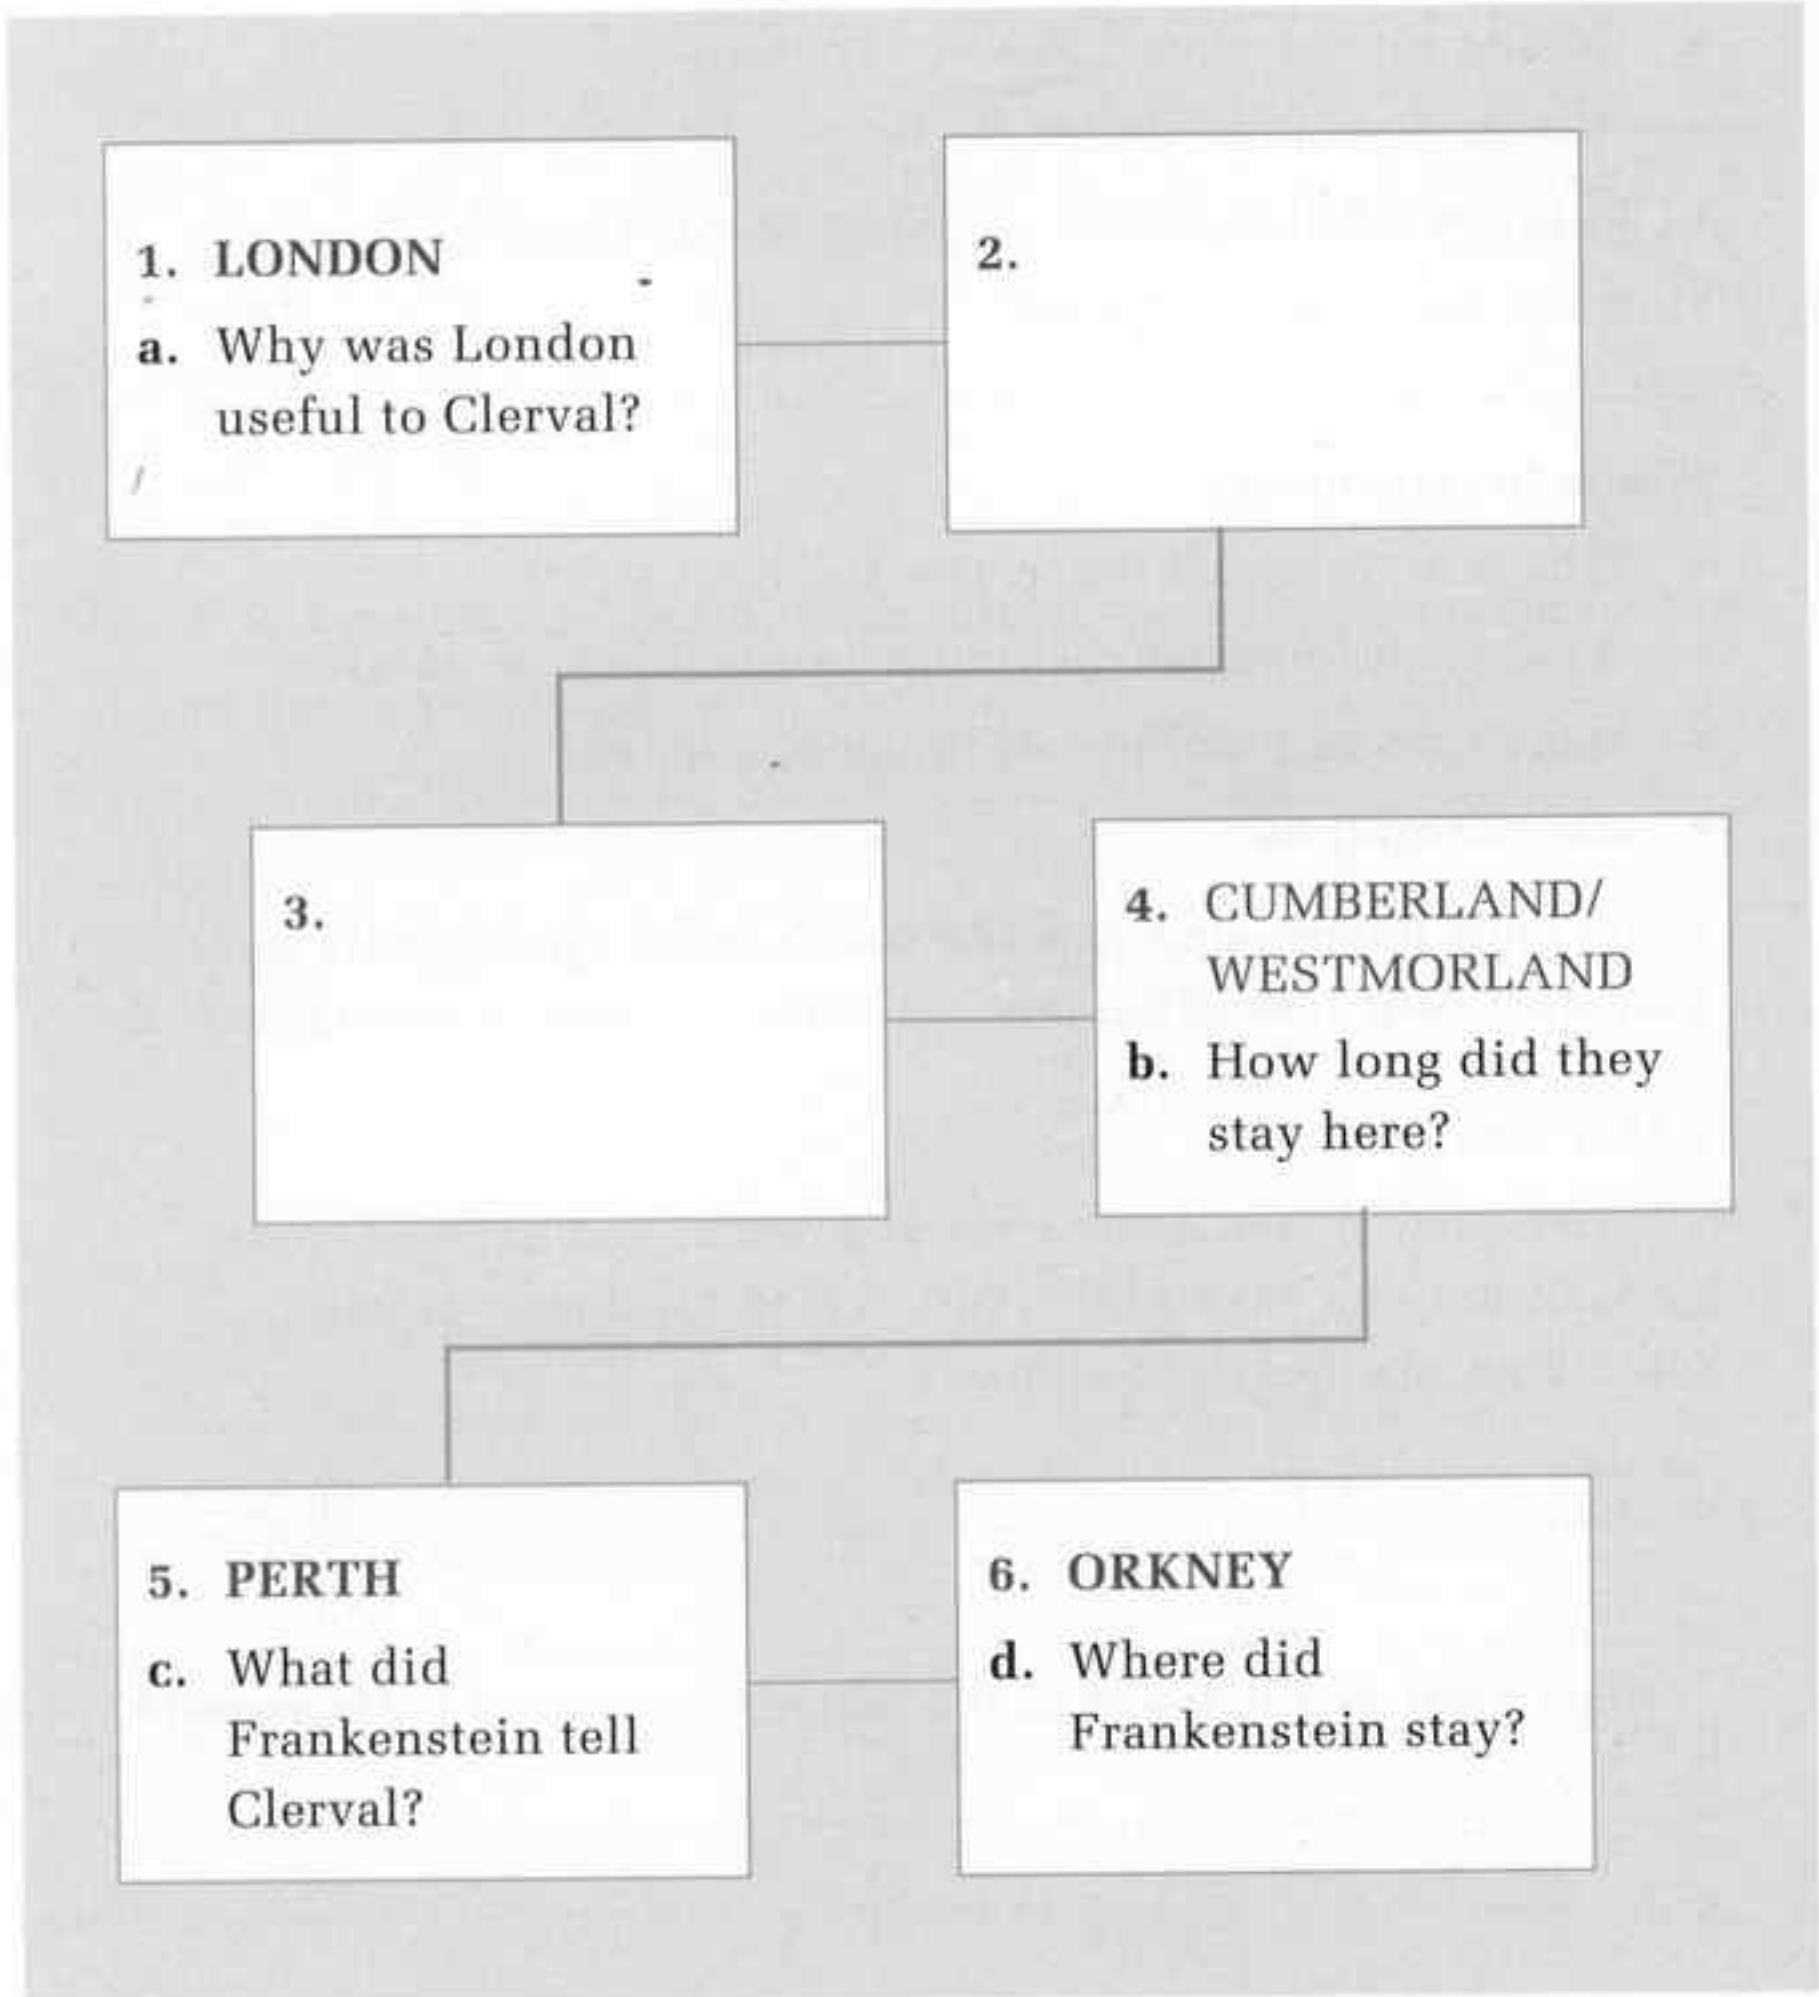 1. LONDON
a. Why was London
useful to Clerval?
2.
3.
4. CUMBERLAND/
WESTMORLAND
b. How long did they
stay here?
5. PERTH
c. What did
Frankenstein tell
Clerval?
6. ORKNEY
d. Where did
Frankenstein stay?